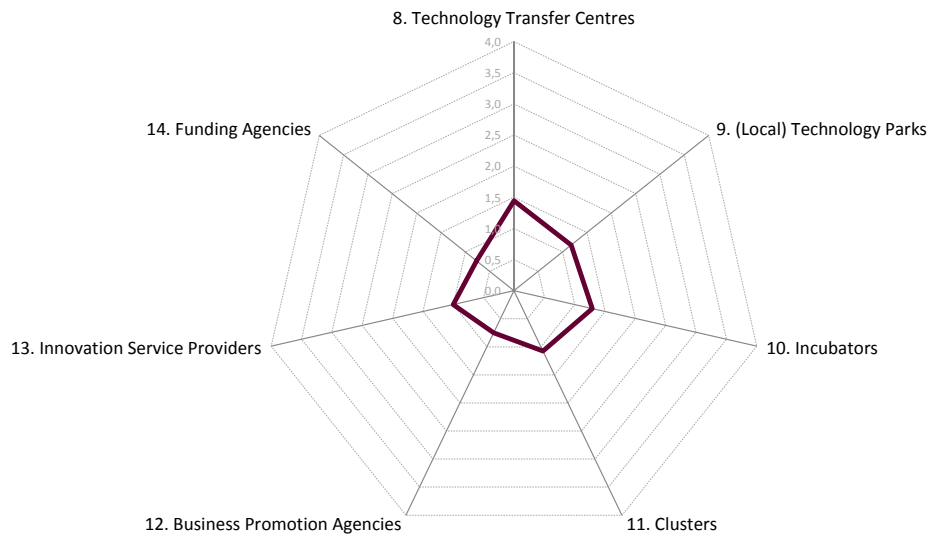 8. Technology Transfer Centres
4,0
3,5
3,0
2,5
2,0
1,5
1,0
0,5
0,0
14. Funding Agencies
9. (Local) Technology Parks
13. Innovation Service Providers
10. Incubators
12. Business Promotion Agencies
11. Clusters